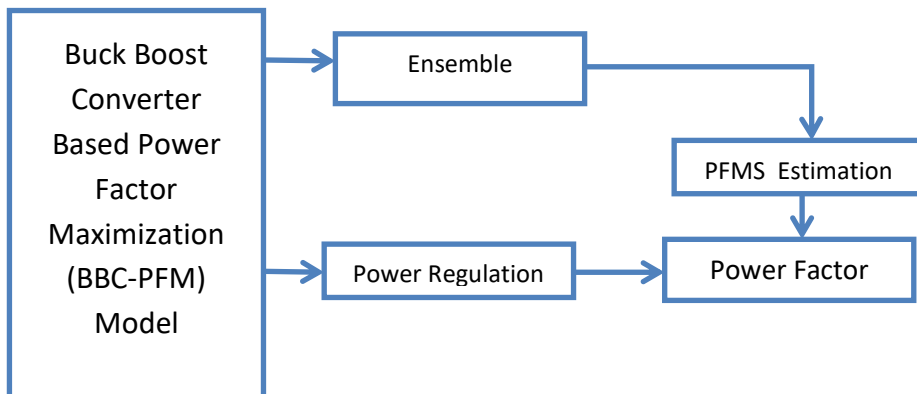 Buck Boost
Converter
Based Power
Factor
Maximization
(BBC-PFM)
Model
Ensemble
PFMS Estimation
Power Regulation
Power Factor